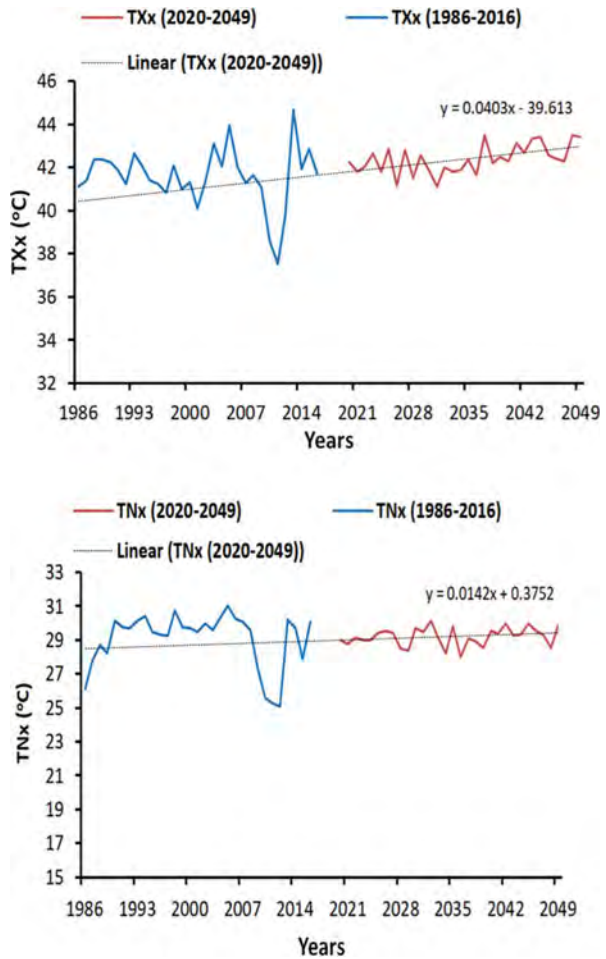 TXx (2020-2049) TXx (1986-2016)
Linear (TXx (2020-2049))
46
y = 0.0403x - 39.613
44
42
40
38
36
34
32
TXx (°C)
1986 1993 2000 2007 2014 2021 2028 2035 2042 2049
Years
TNx (2020-2049) TNx (1986-2016)
Linear (TNx (2020-2049))
33
y = 0.0142x + 0.3752
31
29
27
25
23
21
19
17
15
TNx (°C)
1986 1993 2000 2007 2014 2021 2028 2035 2042 2049
Years